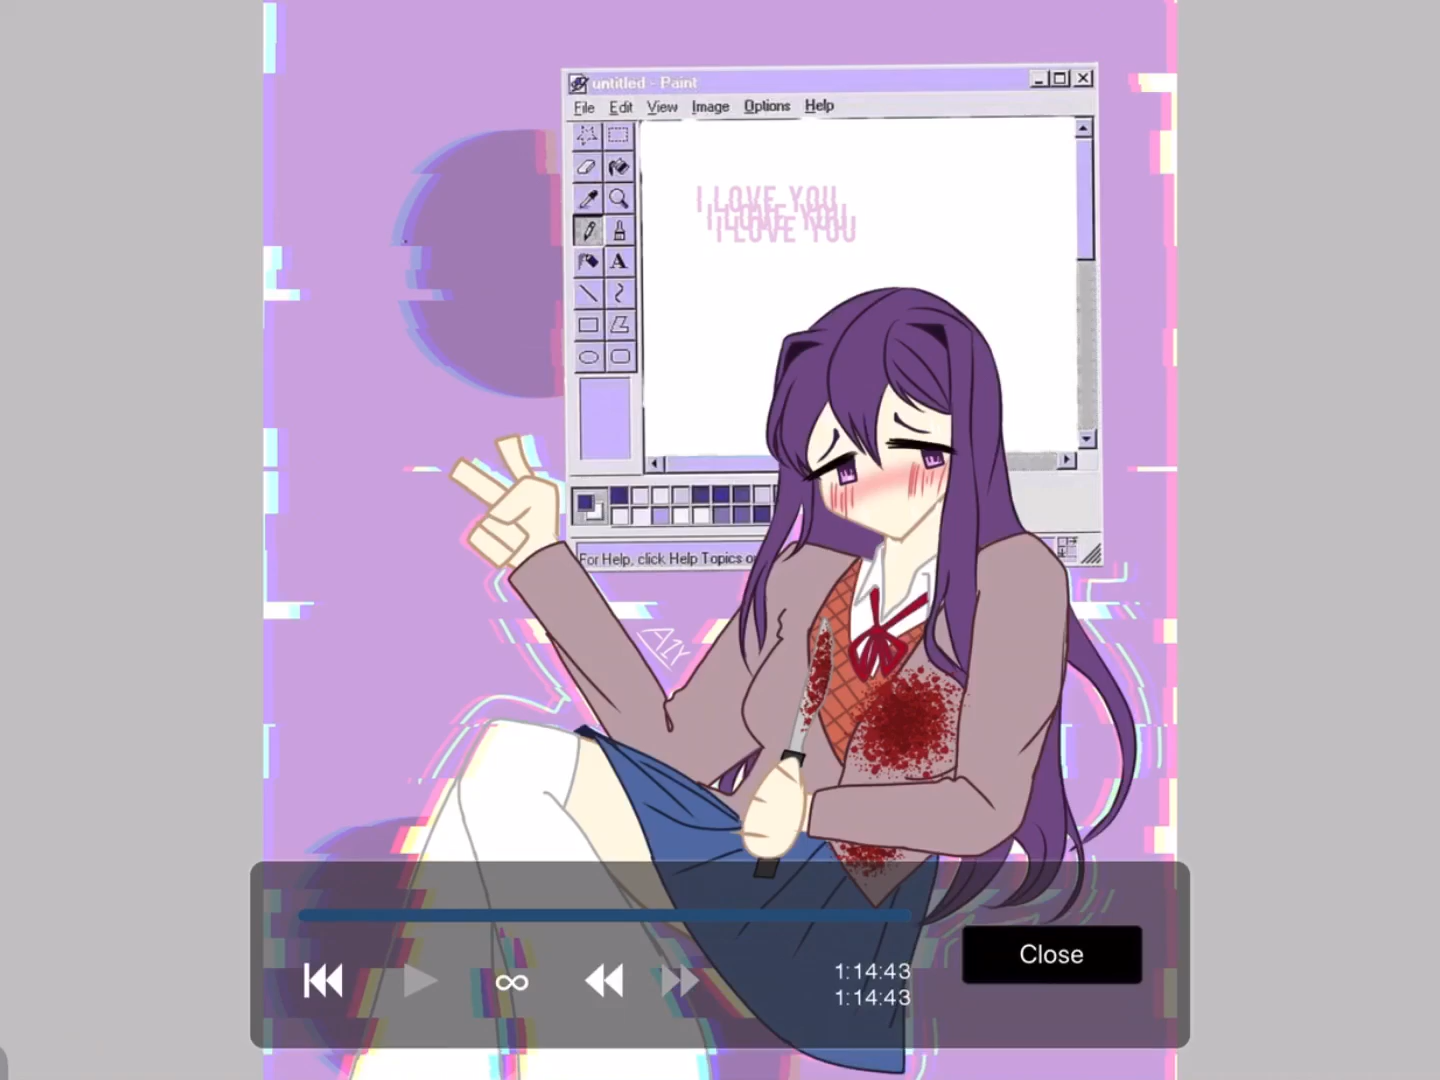 untitled - Paint
File Edit View Image Options Help
I LOVE YOU
I LOVE YOU
I LOVE YOU
A
For Help, click Help Topics
AZY
1:14:43
1:14:43
Close